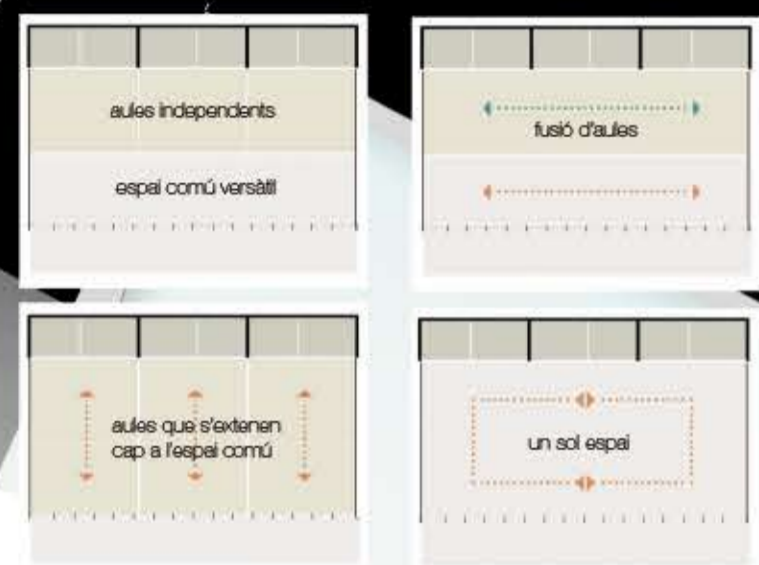 aules independents
espai comú versàtil
fusió d'aules
aules que s'extenen
cap a l'espai comú
un sol espai